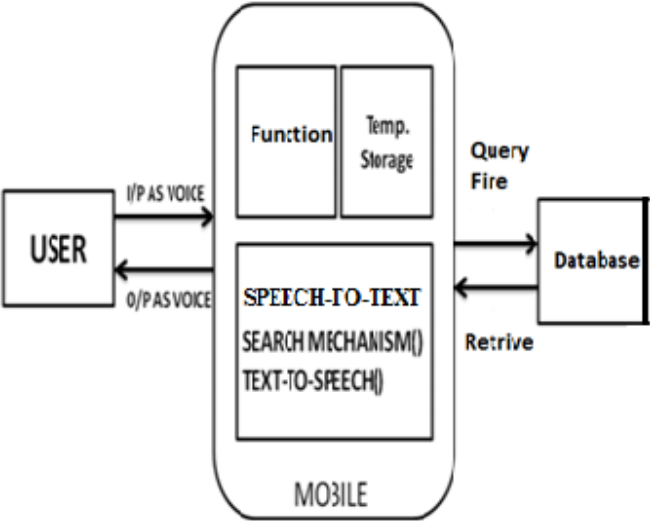 I/P AS VOICE
USER
O/P AS VOICE
Function
Temp.
Storage
SPEECH-TO-TEXT
SEARCH MECHANISM()
TEXT-TO-SPEECH()
MOBILE
Query
Fire
Database
Retrive